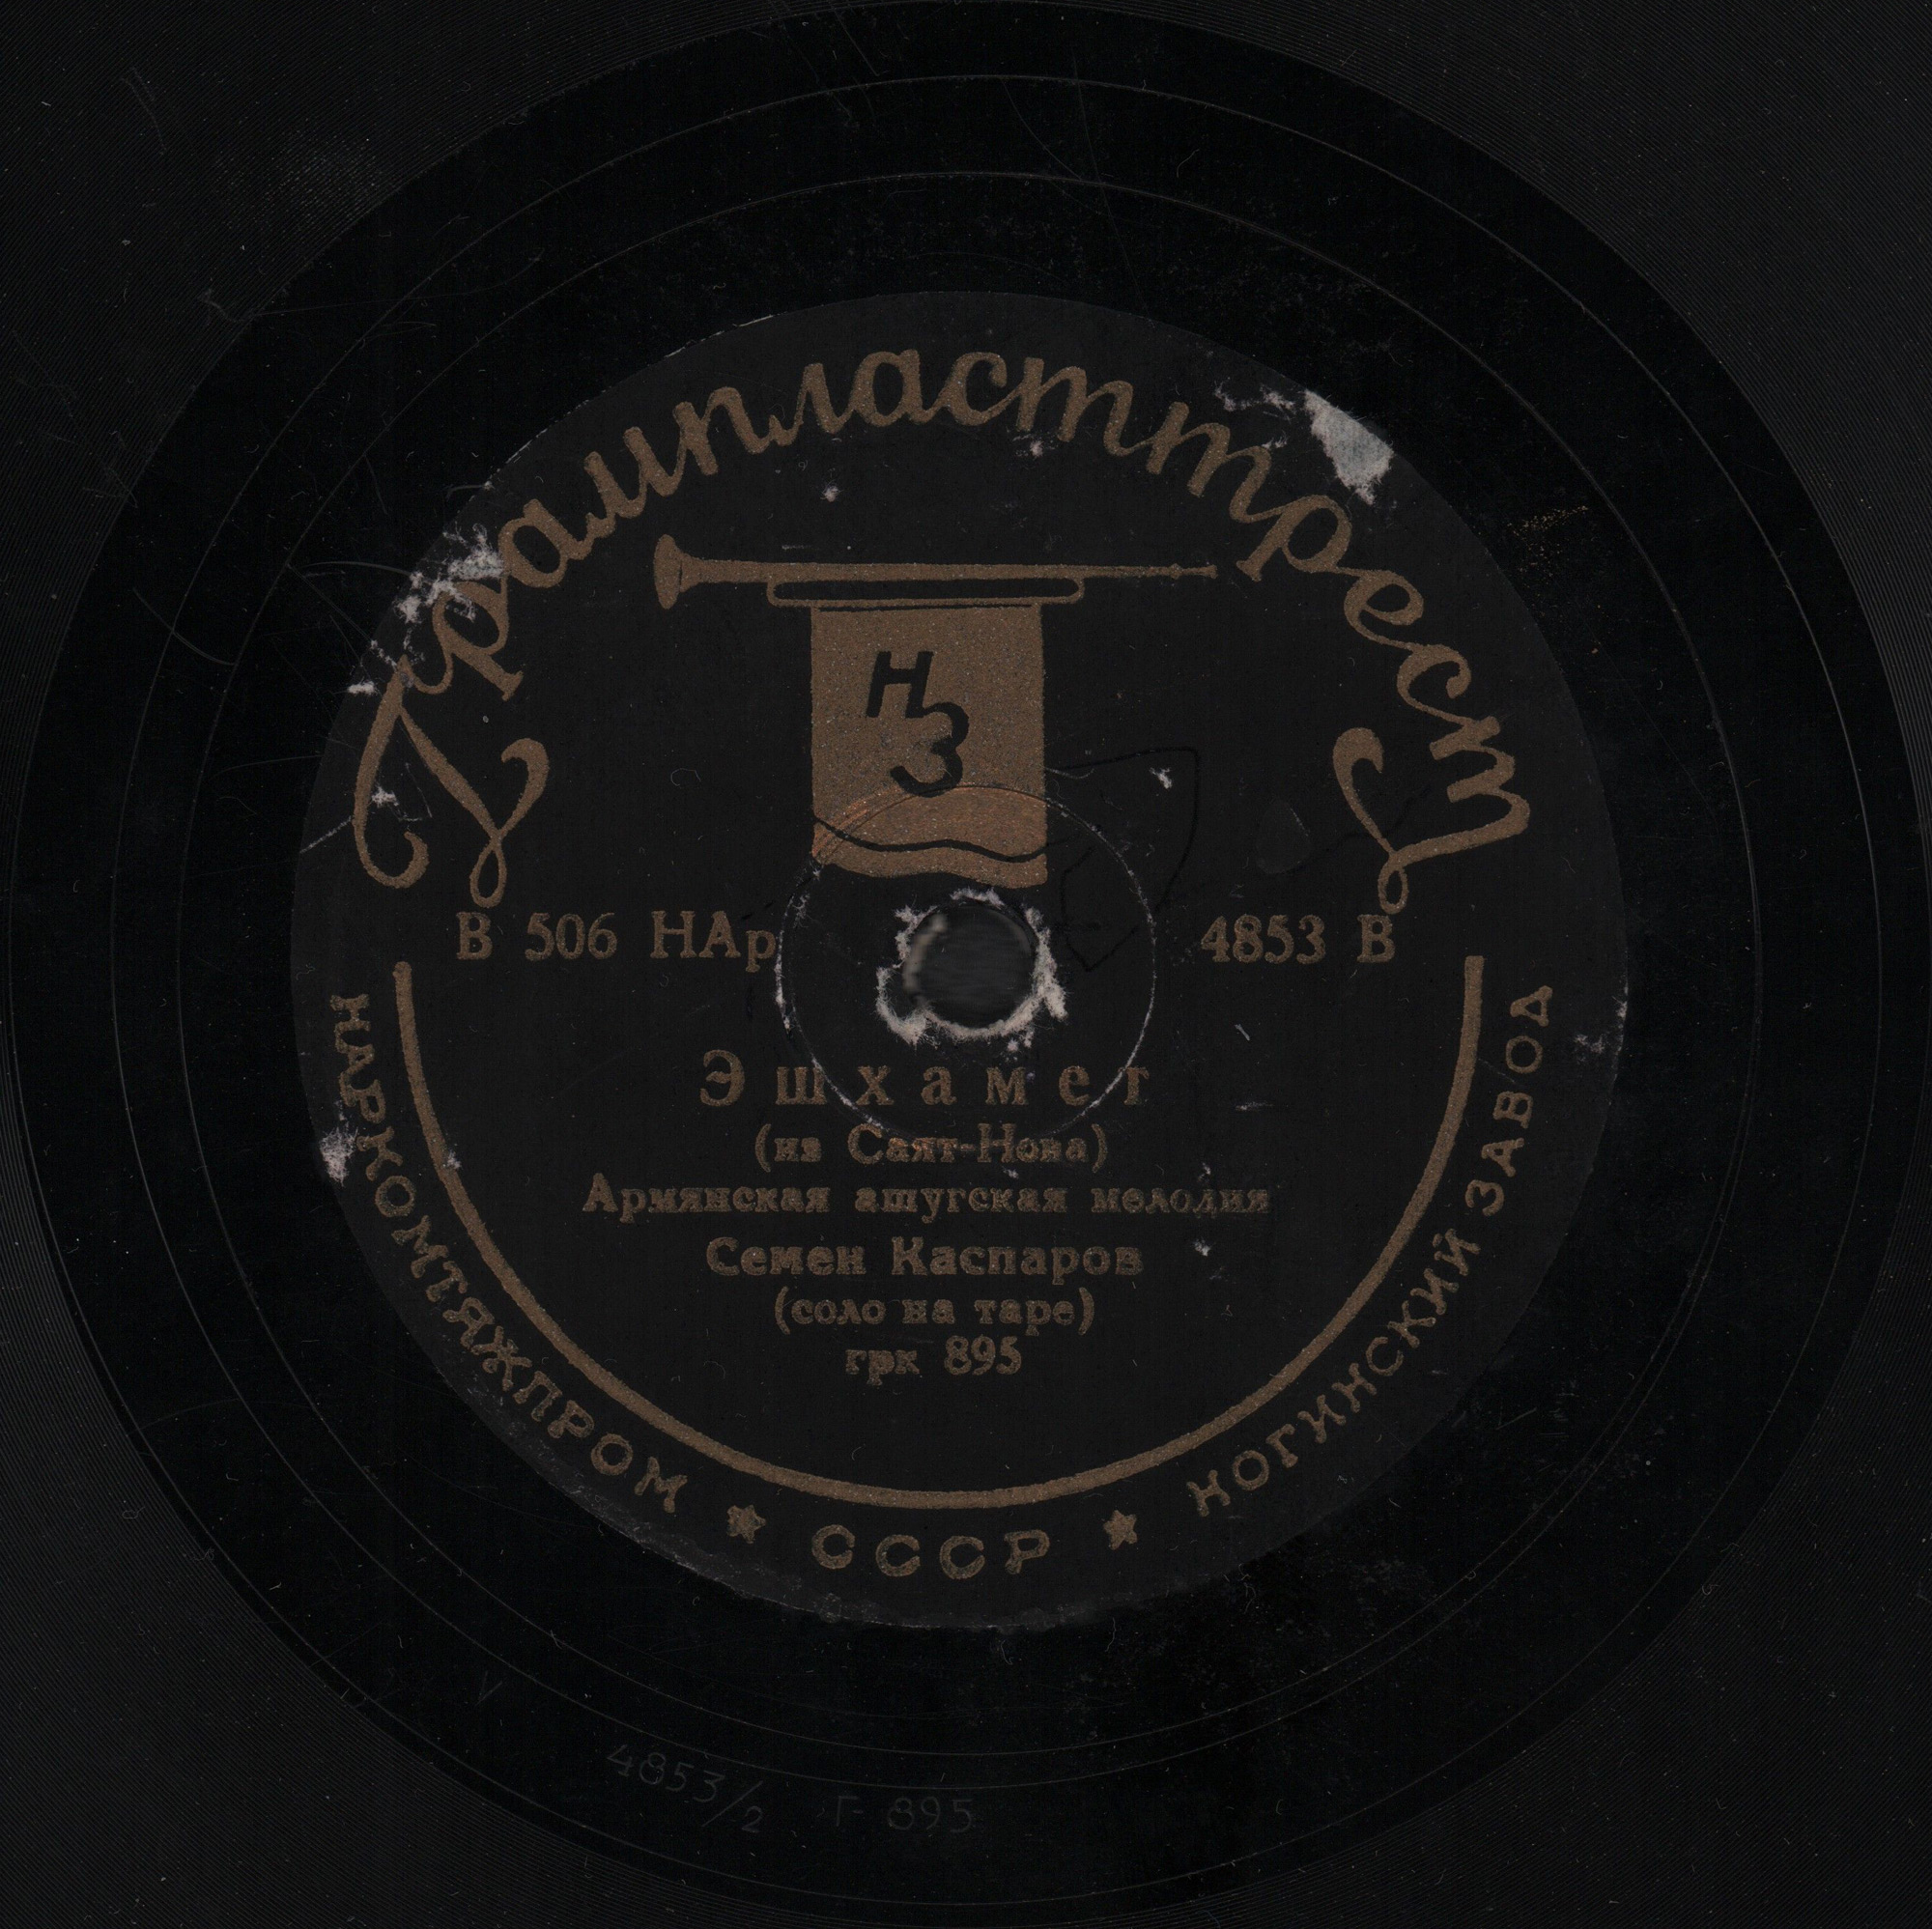 Грампласттрест
НЗ
В 506 НАр 4853 В
Эшхамет
(из Саят-Нова)
Армянская ашугская мелодия
Семен Каспаров
(соло на таре)
грк 895
НАРКОМТЯЖПРОМ ★ СССР ★ НОГИНСКИЙ ЗАВОД
4853/2 Г-895